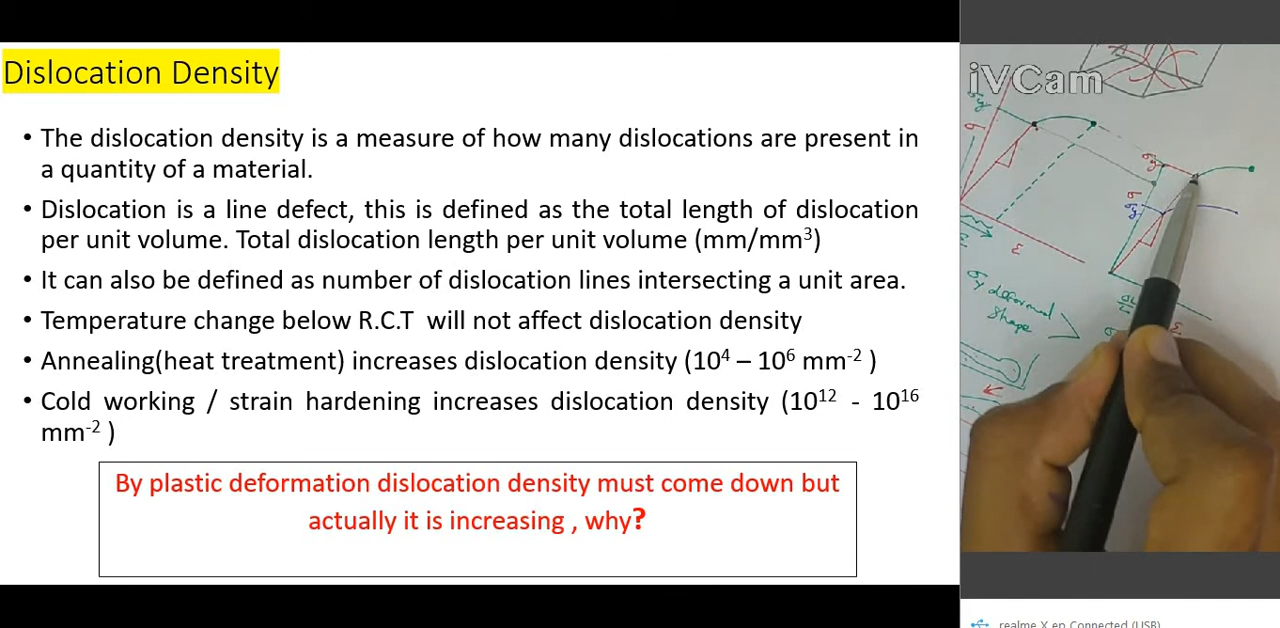 Dislocation Density
• The dislocation density is a measure of how many dislocations are present in
a quantity of a material.
• Dislocation is a line defect, this is defined as the total length of dislocation
per unit volume. Total dislocation length per unit volume (mm/mm³)
• It can also be defined as number of dislocation lines intersecting a unit area.
• Temperature change below R.C.T will not affect dislocation density
• Annealing(heat treatment) increases dislocation density (10⁴ – 10⁶ mm⁻² )
• Cold working / strain hardening increases dislocation density (10¹² - 10¹⁶
mm⁻² )
By plastic deformation dislocation density must come down but
actually it is increasing , why?
iVCam
σy
σ
ε
σy
σ
σy
σy deformal
shape
realme X en Connected (USB)